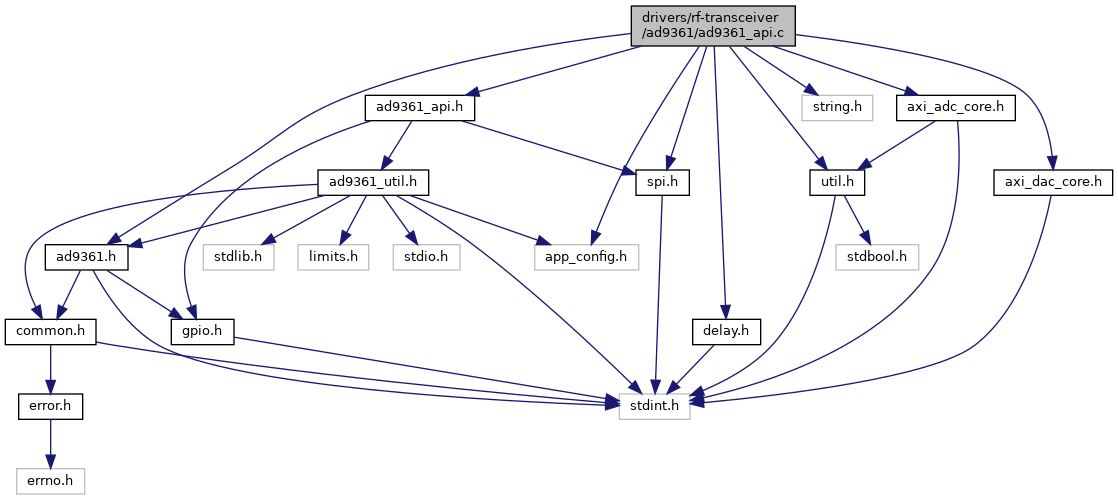 drivers/rf-transceiver
/ad9361/ad9361_api.c
ad9361_api.h
string.h
axi_adc_core.h
ad9361_util.h
spi.h
util.h
axi_dac_core.h
ad9361.h
stdlib.h
limits.h
stdio.h
app_config.h
stdbool.h
common.h
gpio.h
delay.h
error.h
stdint.h
errno.h